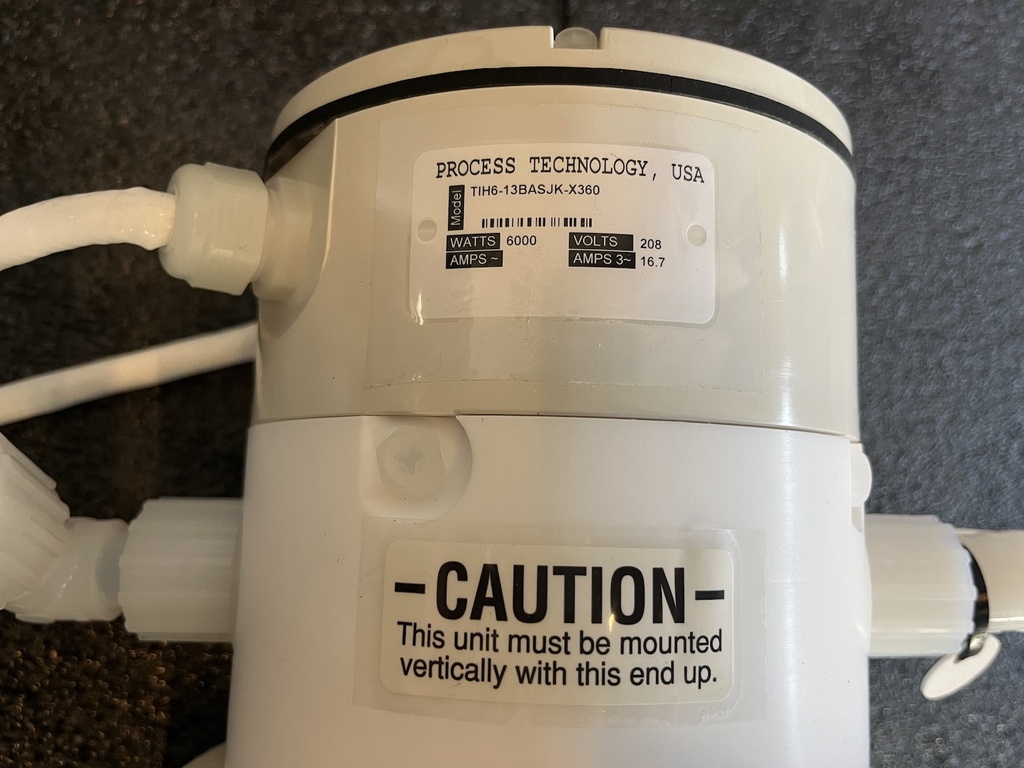 PROCESS TECHNOLOGY, USA
Model TIH6-13BASJK-X360
WATTS 6000 VOLTS 208
AMPS ~ AMPS 3~ 16.7
-CAUTION-
This unit must be mounted
vertically with this end up.